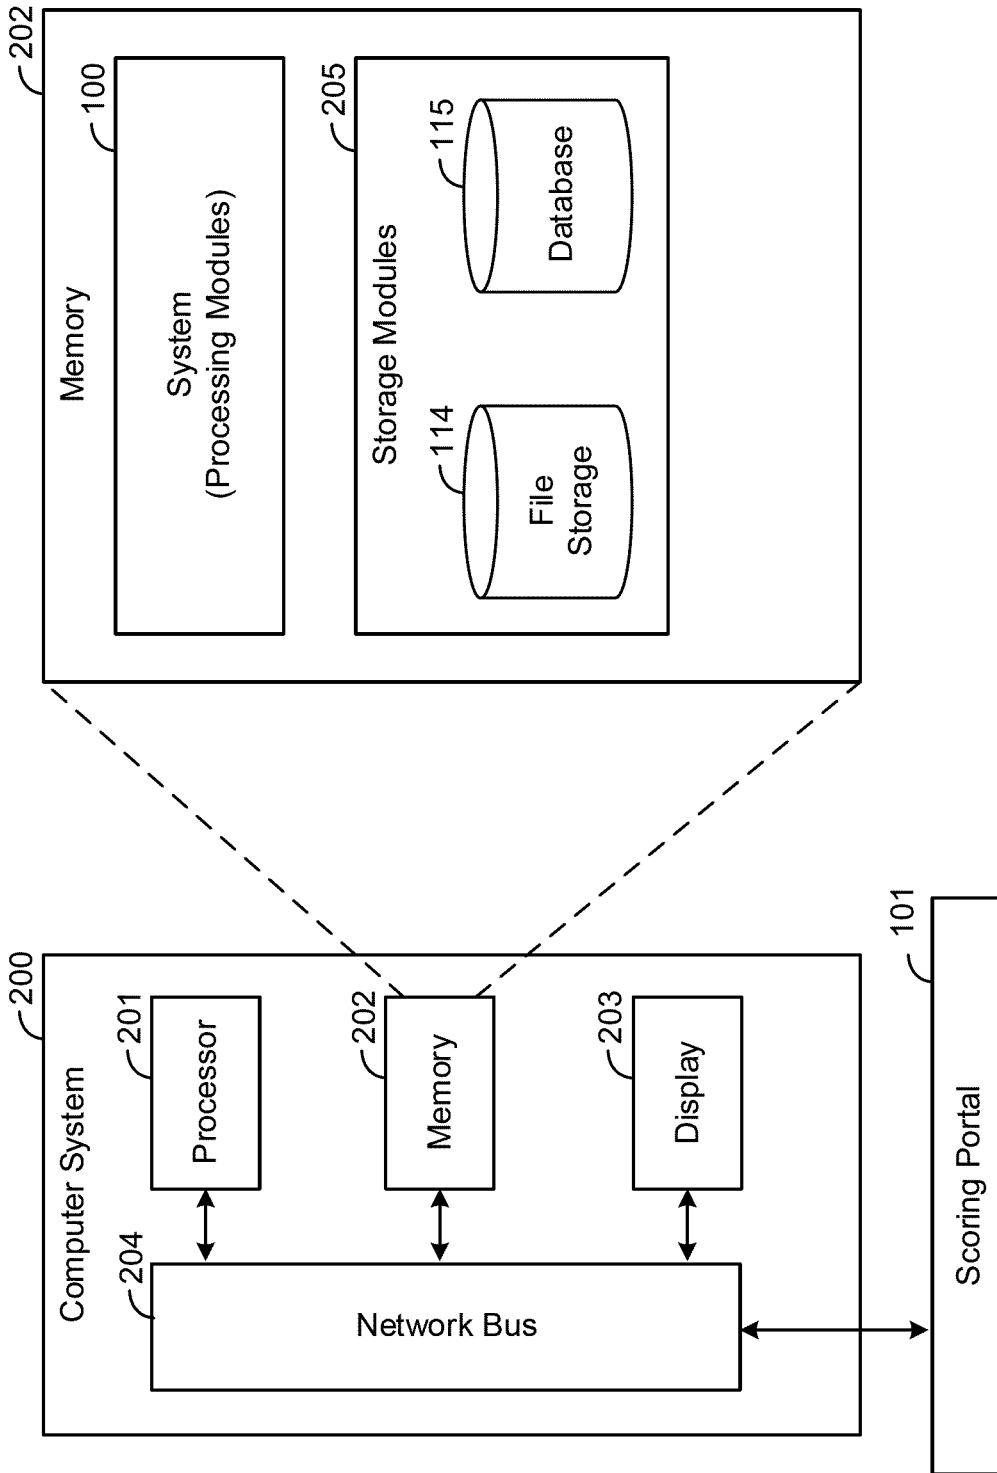 200
Computer System
204
Network Bus
201
Processor
202
Memory
203
Display
101
Scoring Portal
202
Memory
100
System
(Processing Modules)
205
Storage Modules
114
File
Storage
115
Database